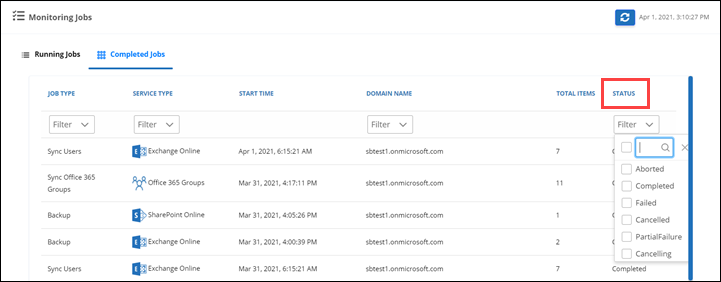 Monitoring Jobs
Apr 1, 2021, 3:10:27 PM
Running Jobs Completed Jobs
JOB TYPE SERVICE TYPE START TIME DOMAIN NAME TOTAL ITEMS STATUS
Filter Filter Filter
Sync Users Exchange Online Apr 1, 2021, 6:15:21 AM sbtest1.onmicrosoft.com 7
Aborted
Sync Office 365 Groups Office 365 Groups Mar 31, 2021, 4:17:11 PM sbtest1.onmicrosoft.com 11
Completed
Failed
Backup SharePoint Online Mar 31, 2021, 4:05:26 PM sbtest1.onmicrosoft.com 1
Cancelled
Backup Exchange Online Mar 31, 2021, 4:00:39 PM sbtest1.onmicrosoft.com 2
PartialFailure
Cancelling
Sync Users Exchange Online Mar 31, 2021, 6:15:21 AM sbtest1.onmicrosoft.com 7 Completed